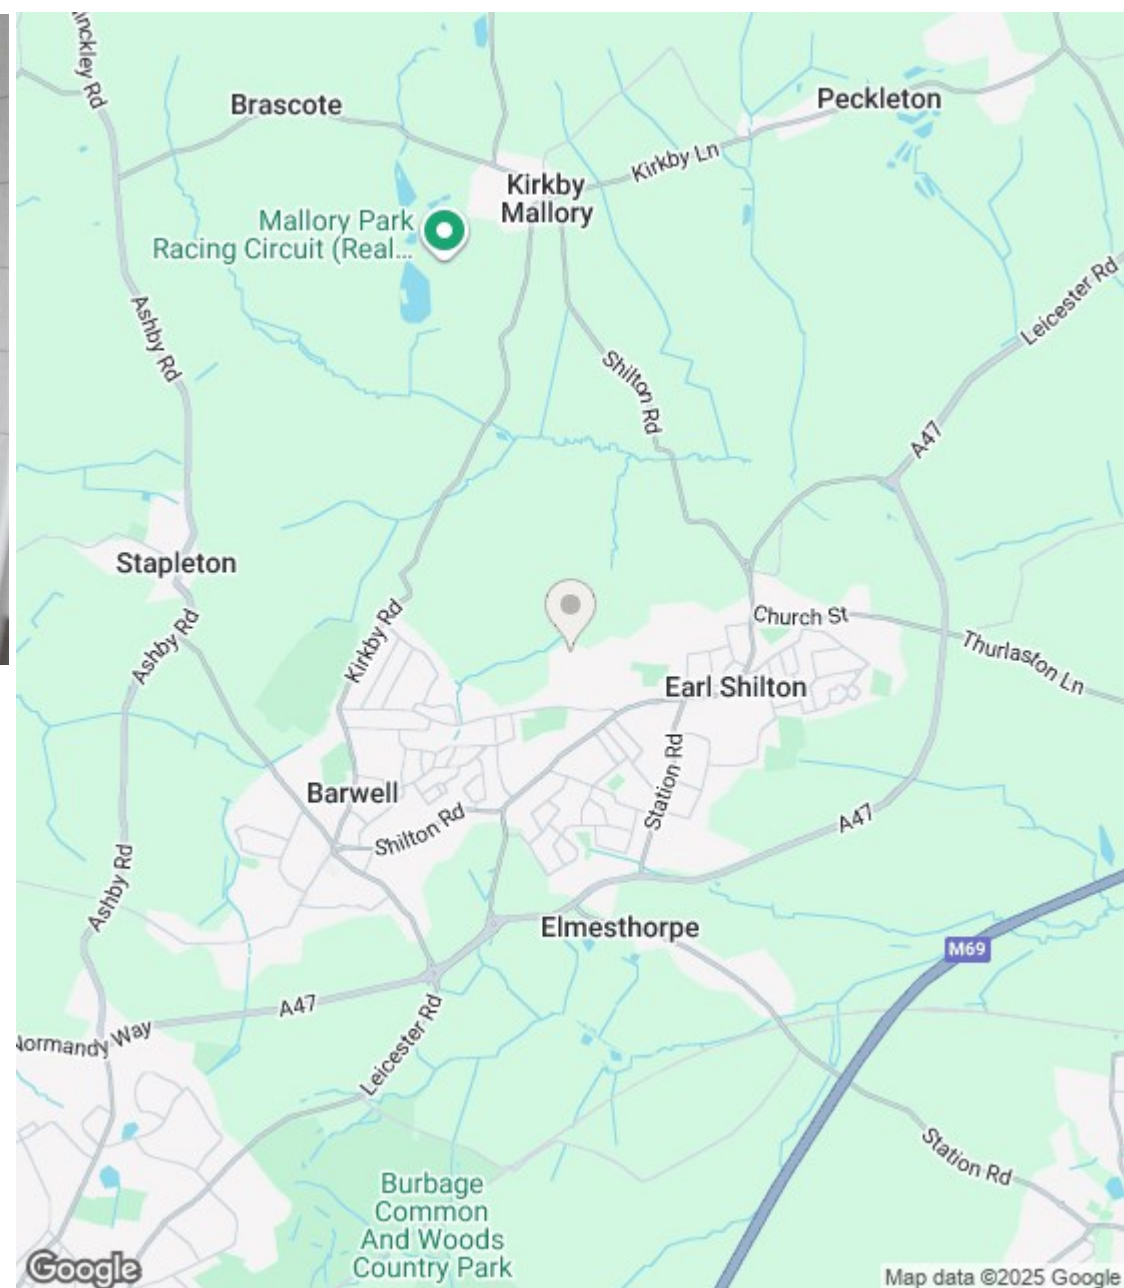 inckley Rd
Brascote
Peckleton
Kirkby Ln
Kirkby
Mallory
Mallory Park
Racing Circuit (Real...
Leicester Rd
Ashby Rd
Shilton Rd
A47
Stapleton
Kirkby Rd
Church St
Ashby Rd
Thurlaston Ln
Earl Shilton
Station Rd
Barwell
Shilton Rd
A47
Ashby Rd
Elmesthorpe
M69
A47
Normandy Way
Leicester Rd
Station Rd
Burbage
Common
And Woods
Country Park
Google
Map data ©2025 Google